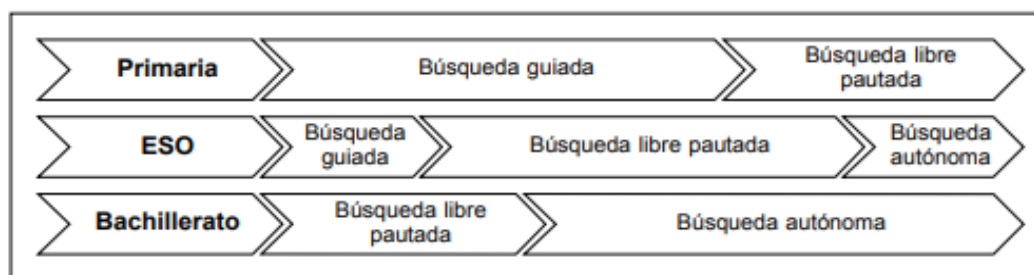 Primaria
Búsqueda guiada
Búsqueda libre
pautada
ESO
Búsqueda
guiada
Búsqueda libre pautada
Búsqueda
autónoma
Bachillerato
Búsqueda libre
pautada
Búsqueda autónoma